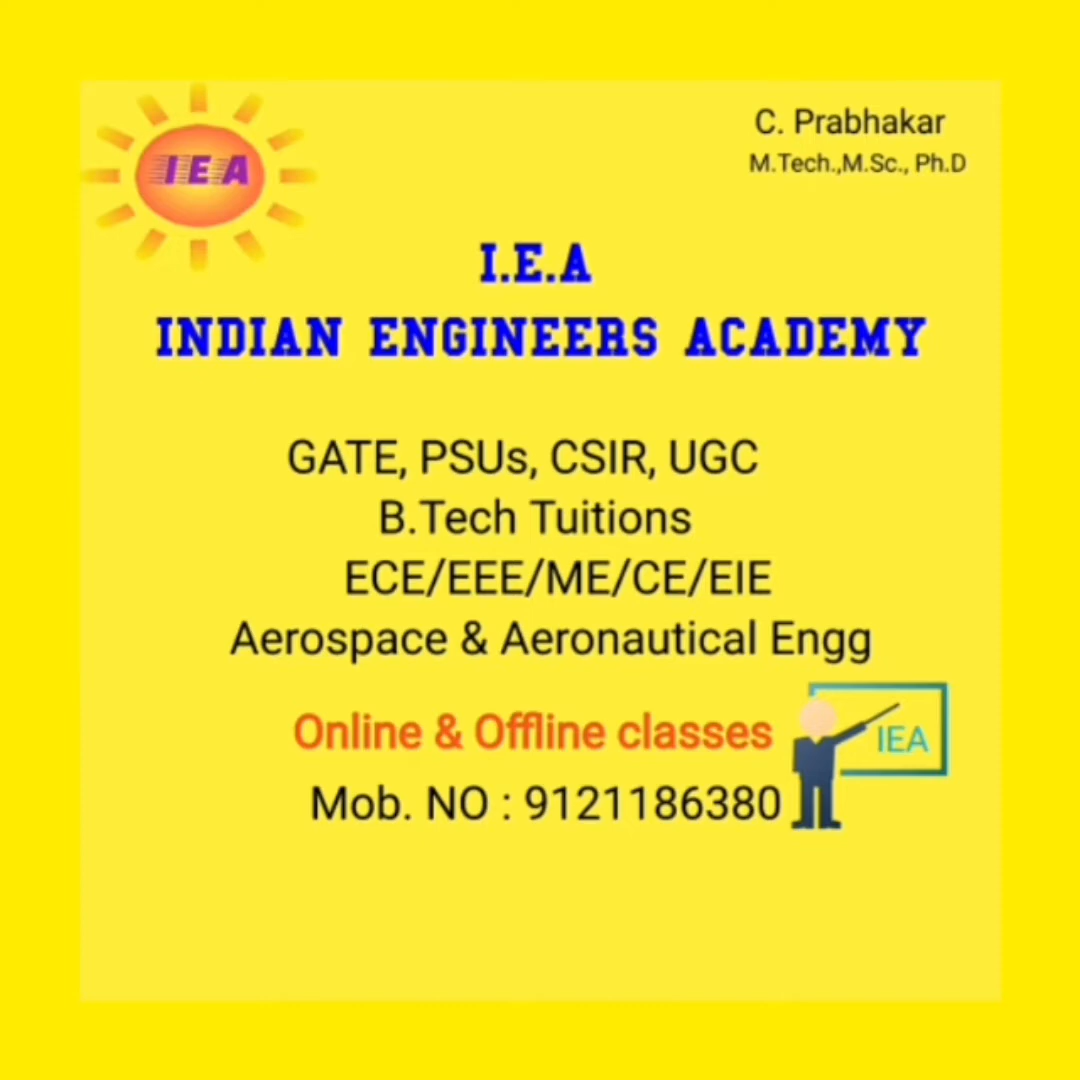 IEA
C. Prabhakar
M.Tech.,M.Sc., Ph.D
I.E.A
INDIAN ENGINEERS ACADEMY
GATE, PSUs, CSIR, UGC
B.Tech Tuitions
ECE/EEE/ME/CE/EIE
Aerospace & Aeronautical Engg
Online & Offline classes
IEA
Mob. NO : 9121186380